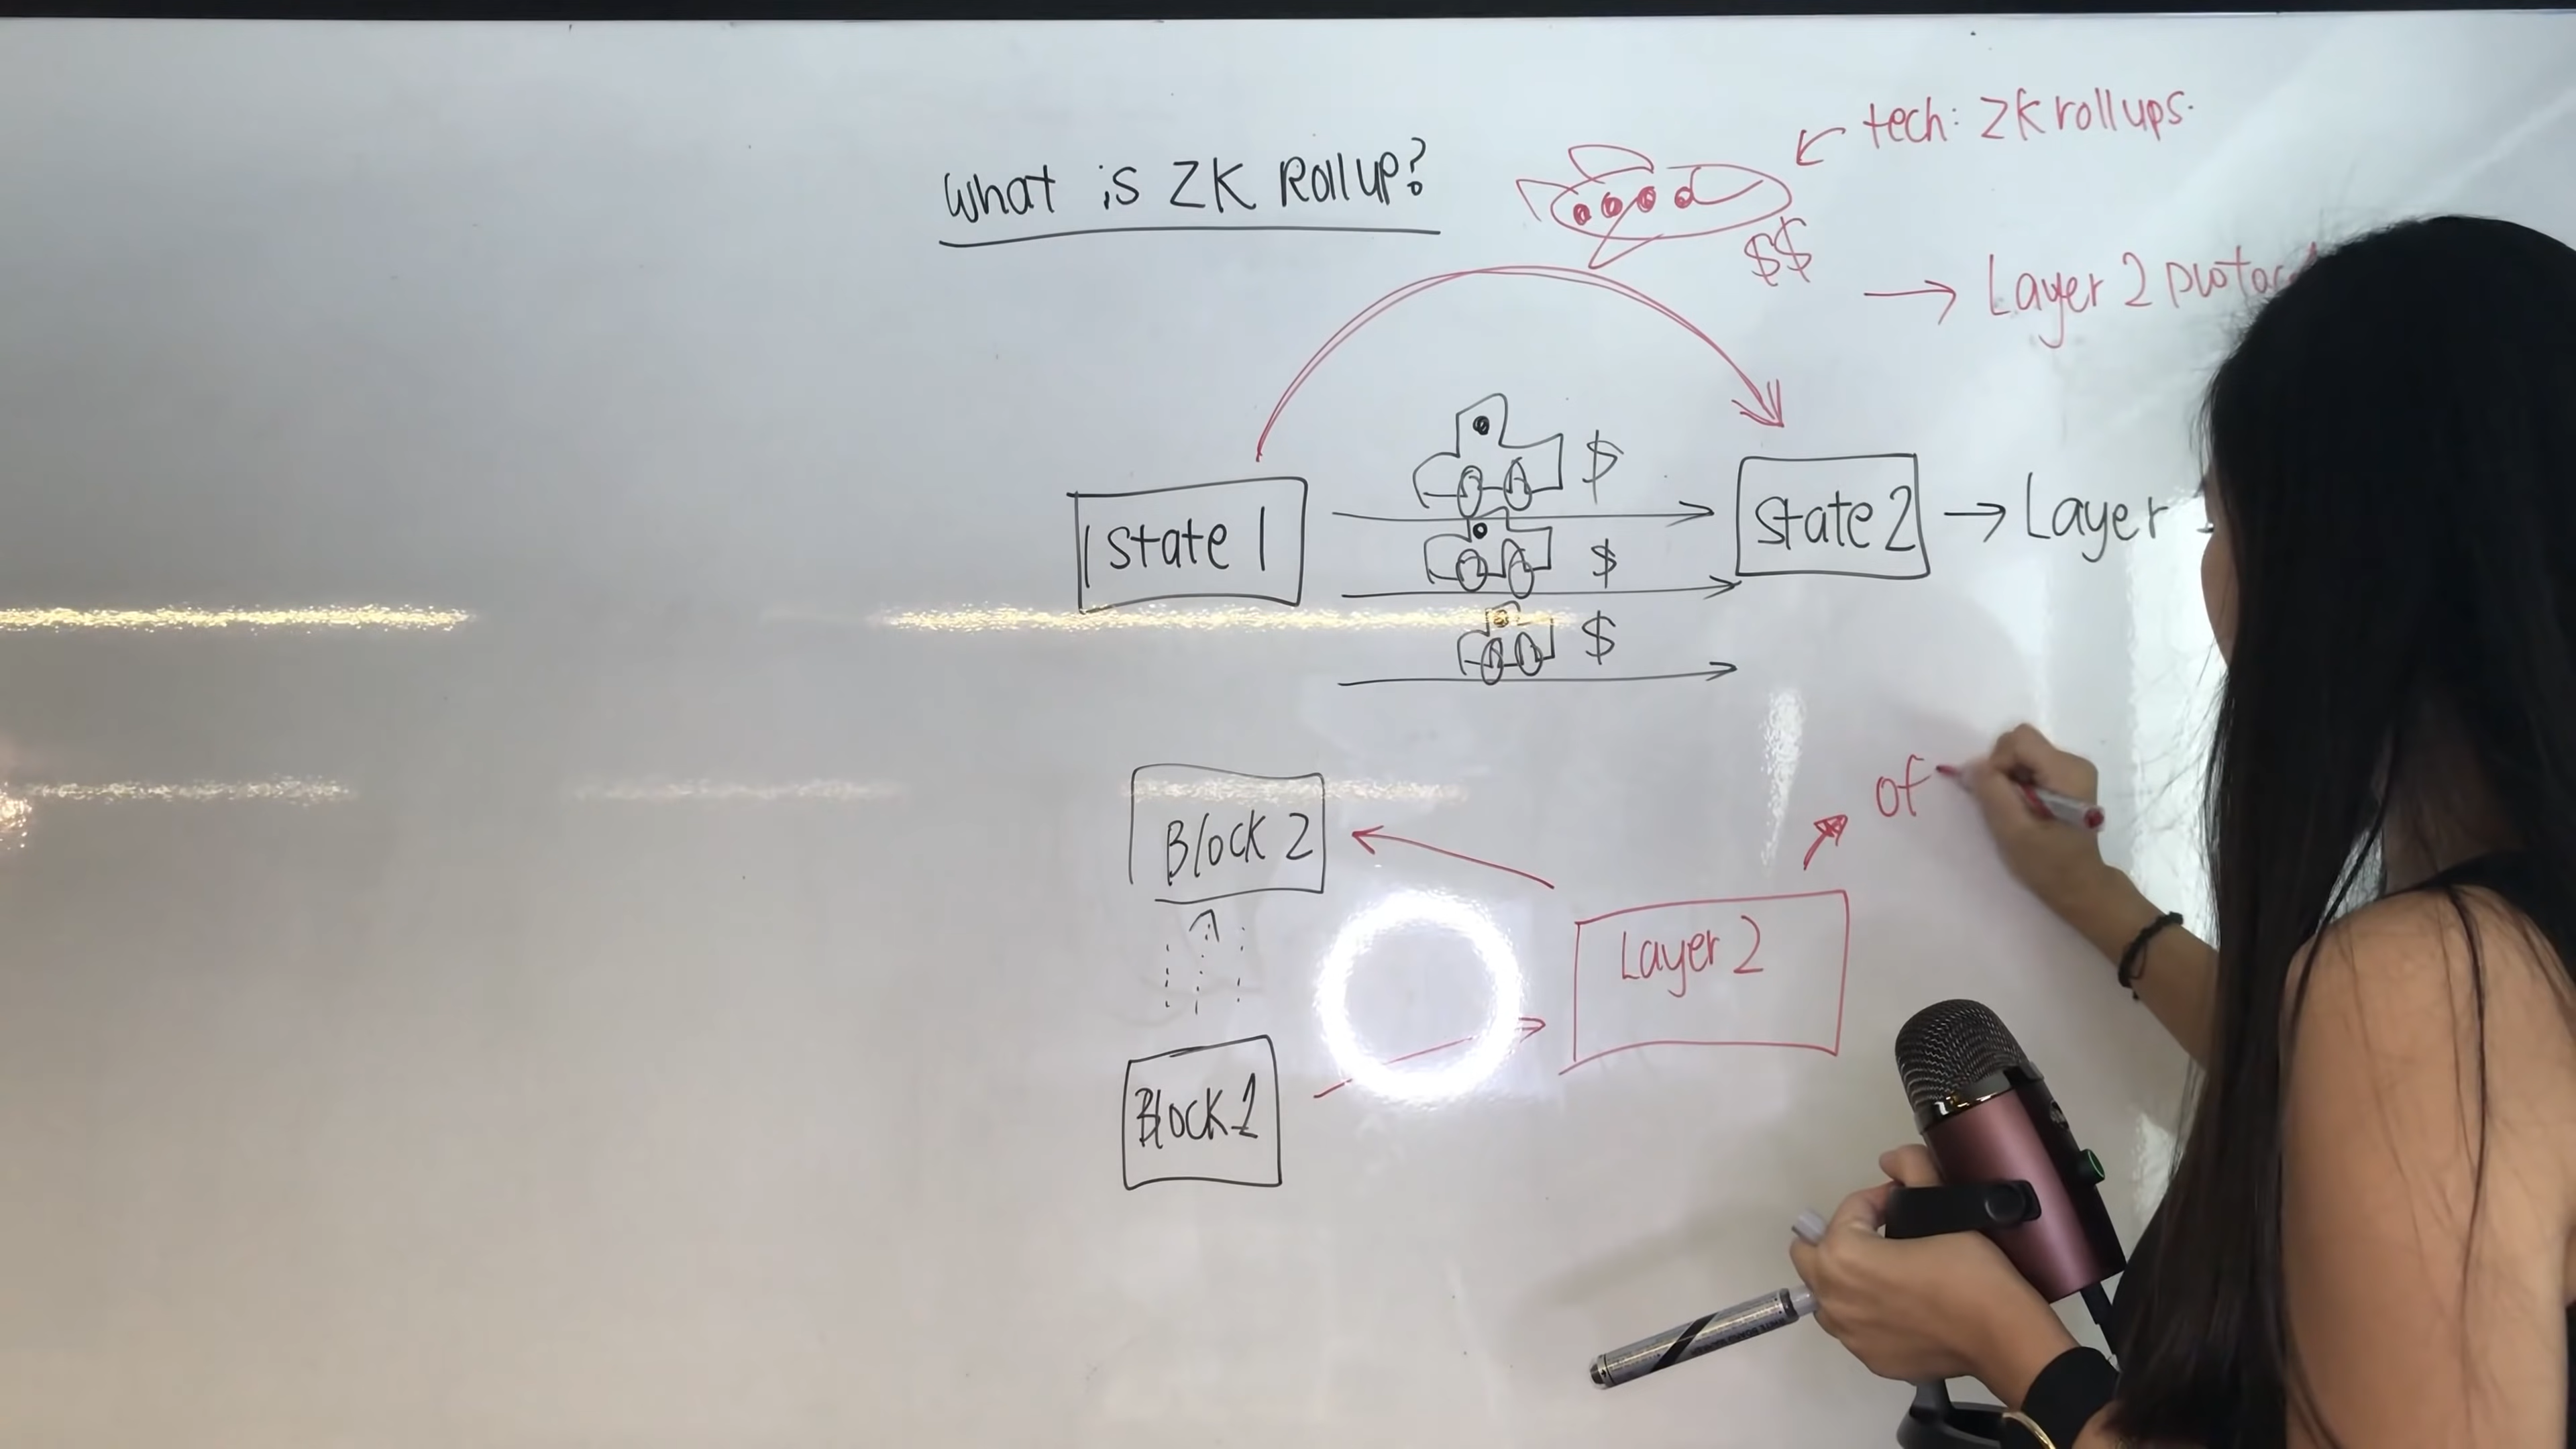 What is ZK Rollup?
tech: ZK rollups.
$$
→ Layer 2 protoc
$
State 1
State 2 → Layer
$
$
of
Block 2
Layer 2
Block 1